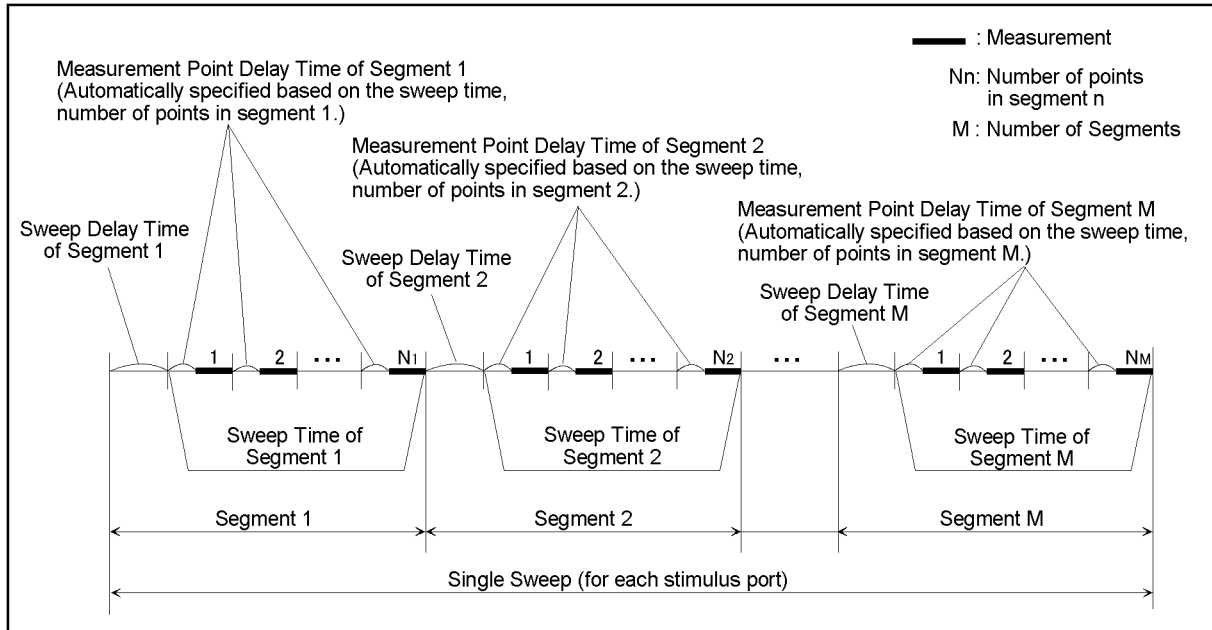 : Measurement
Nn: Number of points
in segment n
M : Number of Segments
Measurement Point Delay Time of Segment 1
(Automatically specified based on the sweep time,
number of points in segment 1.)
Measurement Point Delay Time of Segment 2
(Automatically specified based on the sweep time,
number of points in segment 2.)
Measurement Point Delay Time of Segment M
(Automatically specified based on the sweep time,
number of points in segment M.)
Sweep Delay Time
of Segment 1
Sweep Delay Time
of Segment 2
Sweep Delay Time
of Segment M
1 2 ··· N1 1 2 ··· N2 ··· 1 2 ··· NM
Sweep Time of
Segment 1
Sweep Time of
Segment 2
Sweep Time of
Segment M
Segment 1 Segment 2 Segment M
Single Sweep (for each stimulus port)